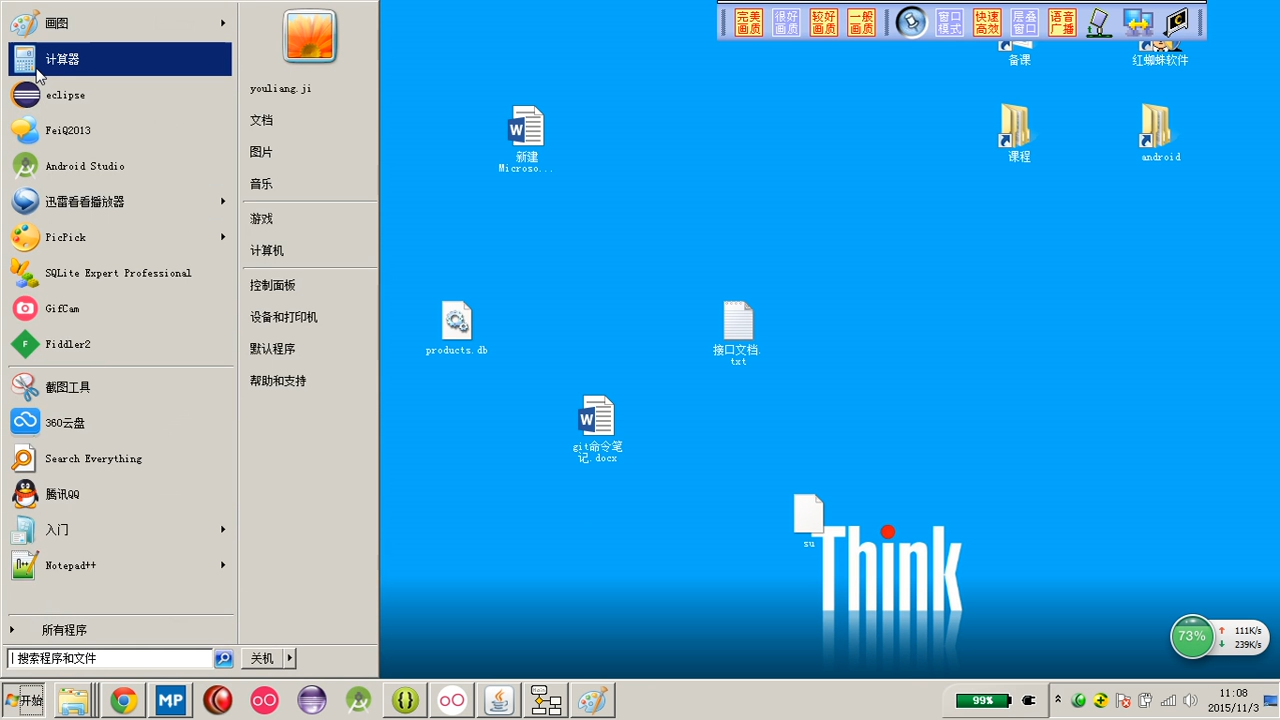 画图
计算器
eclipse
FeiQ2013
Android Studio
迅雷看看播放器
PicPick
SQLite Expert Professional
GifCam
Fiddler2
截图工具
360云盘
Search Everything
腾讯QQ
入门
Notepad++
所有程序
搜索程序和文件
youliang.ji
文档
图片
音乐
游戏
计算机
控制面板
设备和打印机
默认程序
帮助和支持
关机
完美
画质
很好
画质
较好
画质
一般
画质
窗口
模式
快速
高效
层叠
窗口
语音
广播
备课
红蜘蛛软件
新建
Microso...
课程
android
products.db
接口文档.
txt
git命令笔
记.docx
su
Think
73%
111K/s
239K/s
开始
MP
99%
11:08
2015/11/3